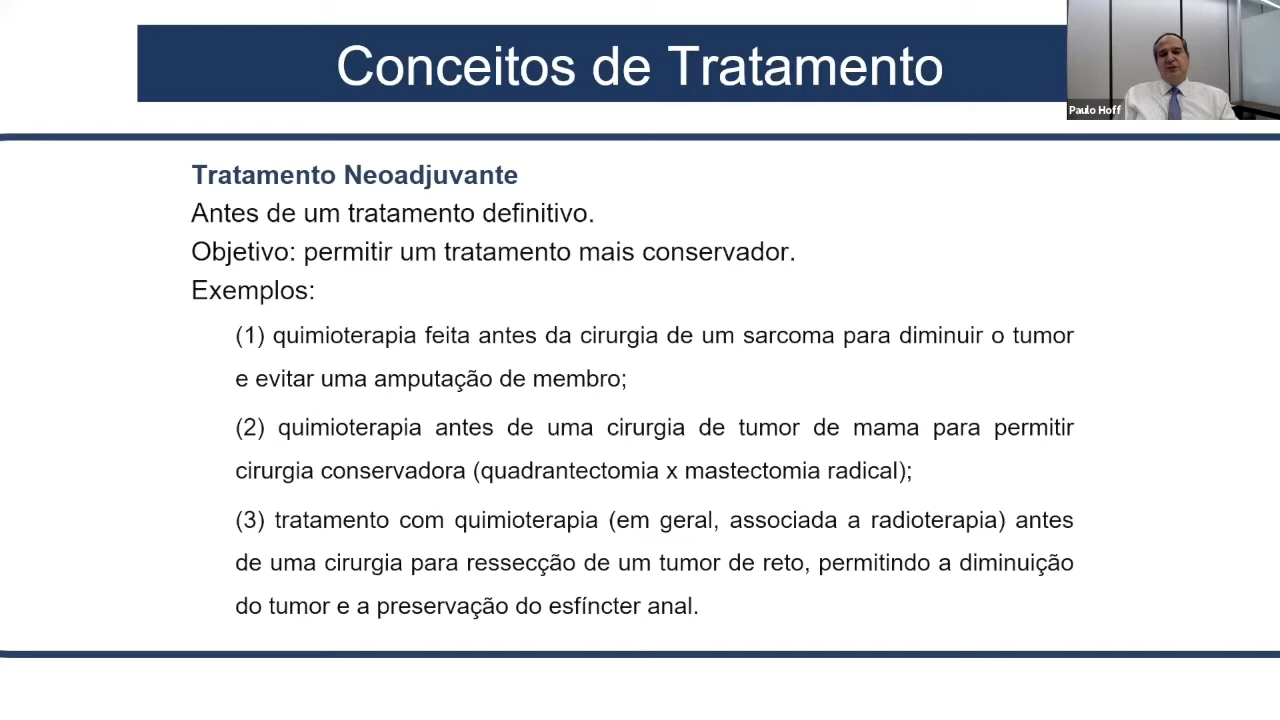 Conceitos de Tratamento
Paulo Hoff
Tratamento Neoadjuvante
Antes de um tratamento definitivo.
Objetivo: permitir um tratamento mais conservador.
Exemplos:
(1) quimioterapia feita antes da cirurgia de um sarcoma para diminuir o tumor
e evitar uma amputação de membro;
(2) quimioterapia antes de uma cirurgia de tumor de mama para permitir
cirurgia conservadora (quadrantectomia x mastectomia radical);
(3) tratamento com quimioterapia (em geral, associada a radioterapia) antes
de uma cirurgia para ressecção de um tumor de reto, permitindo a diminuição
do tumor e a preservação do esfíncter anal.